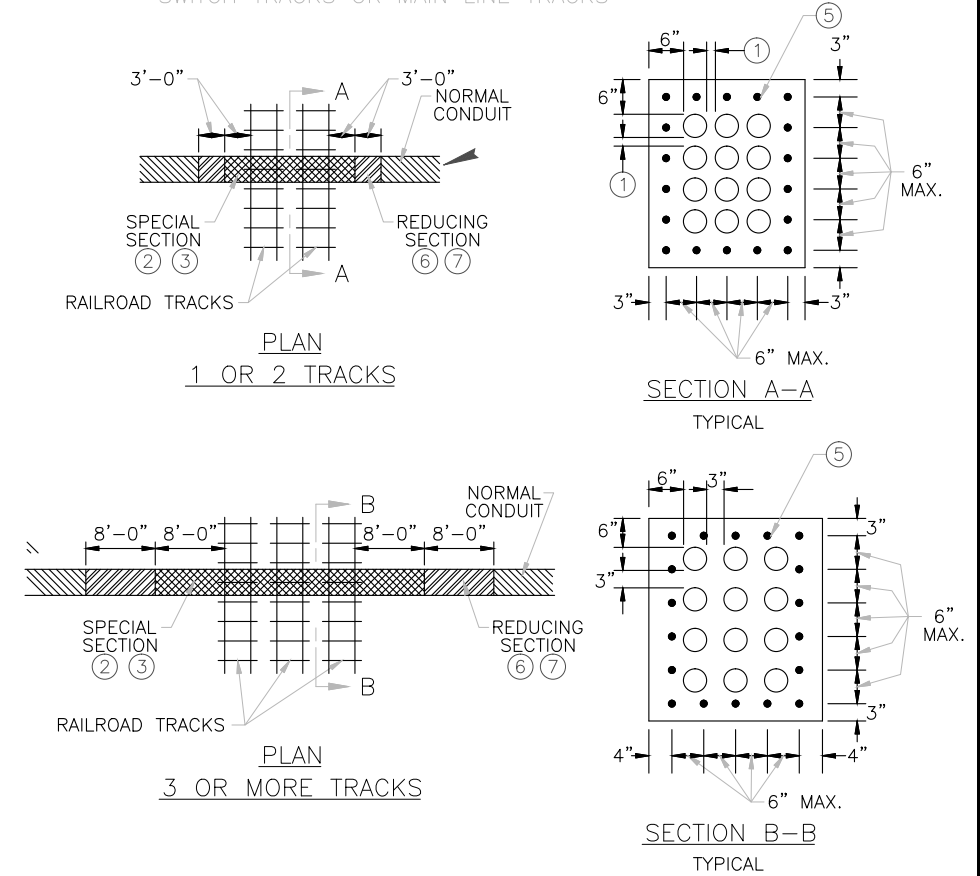 SWITCH TRACKS OR MAIN LINE TRACKS
3'-0"
3'-0"
A
NORMAL
CONDUIT
SPECIAL
SECTION
2 3
REDUCING
SECTION
6 7
RAILROAD TRACKS
A
PLAN
1 OR 2 TRACKS
5
6"
1
3"
6"
1
6"
MAX.
3"
3"
6" MAX.
SECTION A-A
TYPICAL
NORMAL
CONDUIT
B
8'-0"
8'-0"
8'-0"
8'-0"
SPECIAL
SECTION
2 3
REDUCING
SECTION
6 7
B
RAILROAD TRACKS
PLAN
3 OR MORE TRACKS
5
6"
3"
6"
3"
3"
6"
MAX.
3"
4"
4"
6" MAX.
SECTION B-B
TYPICAL